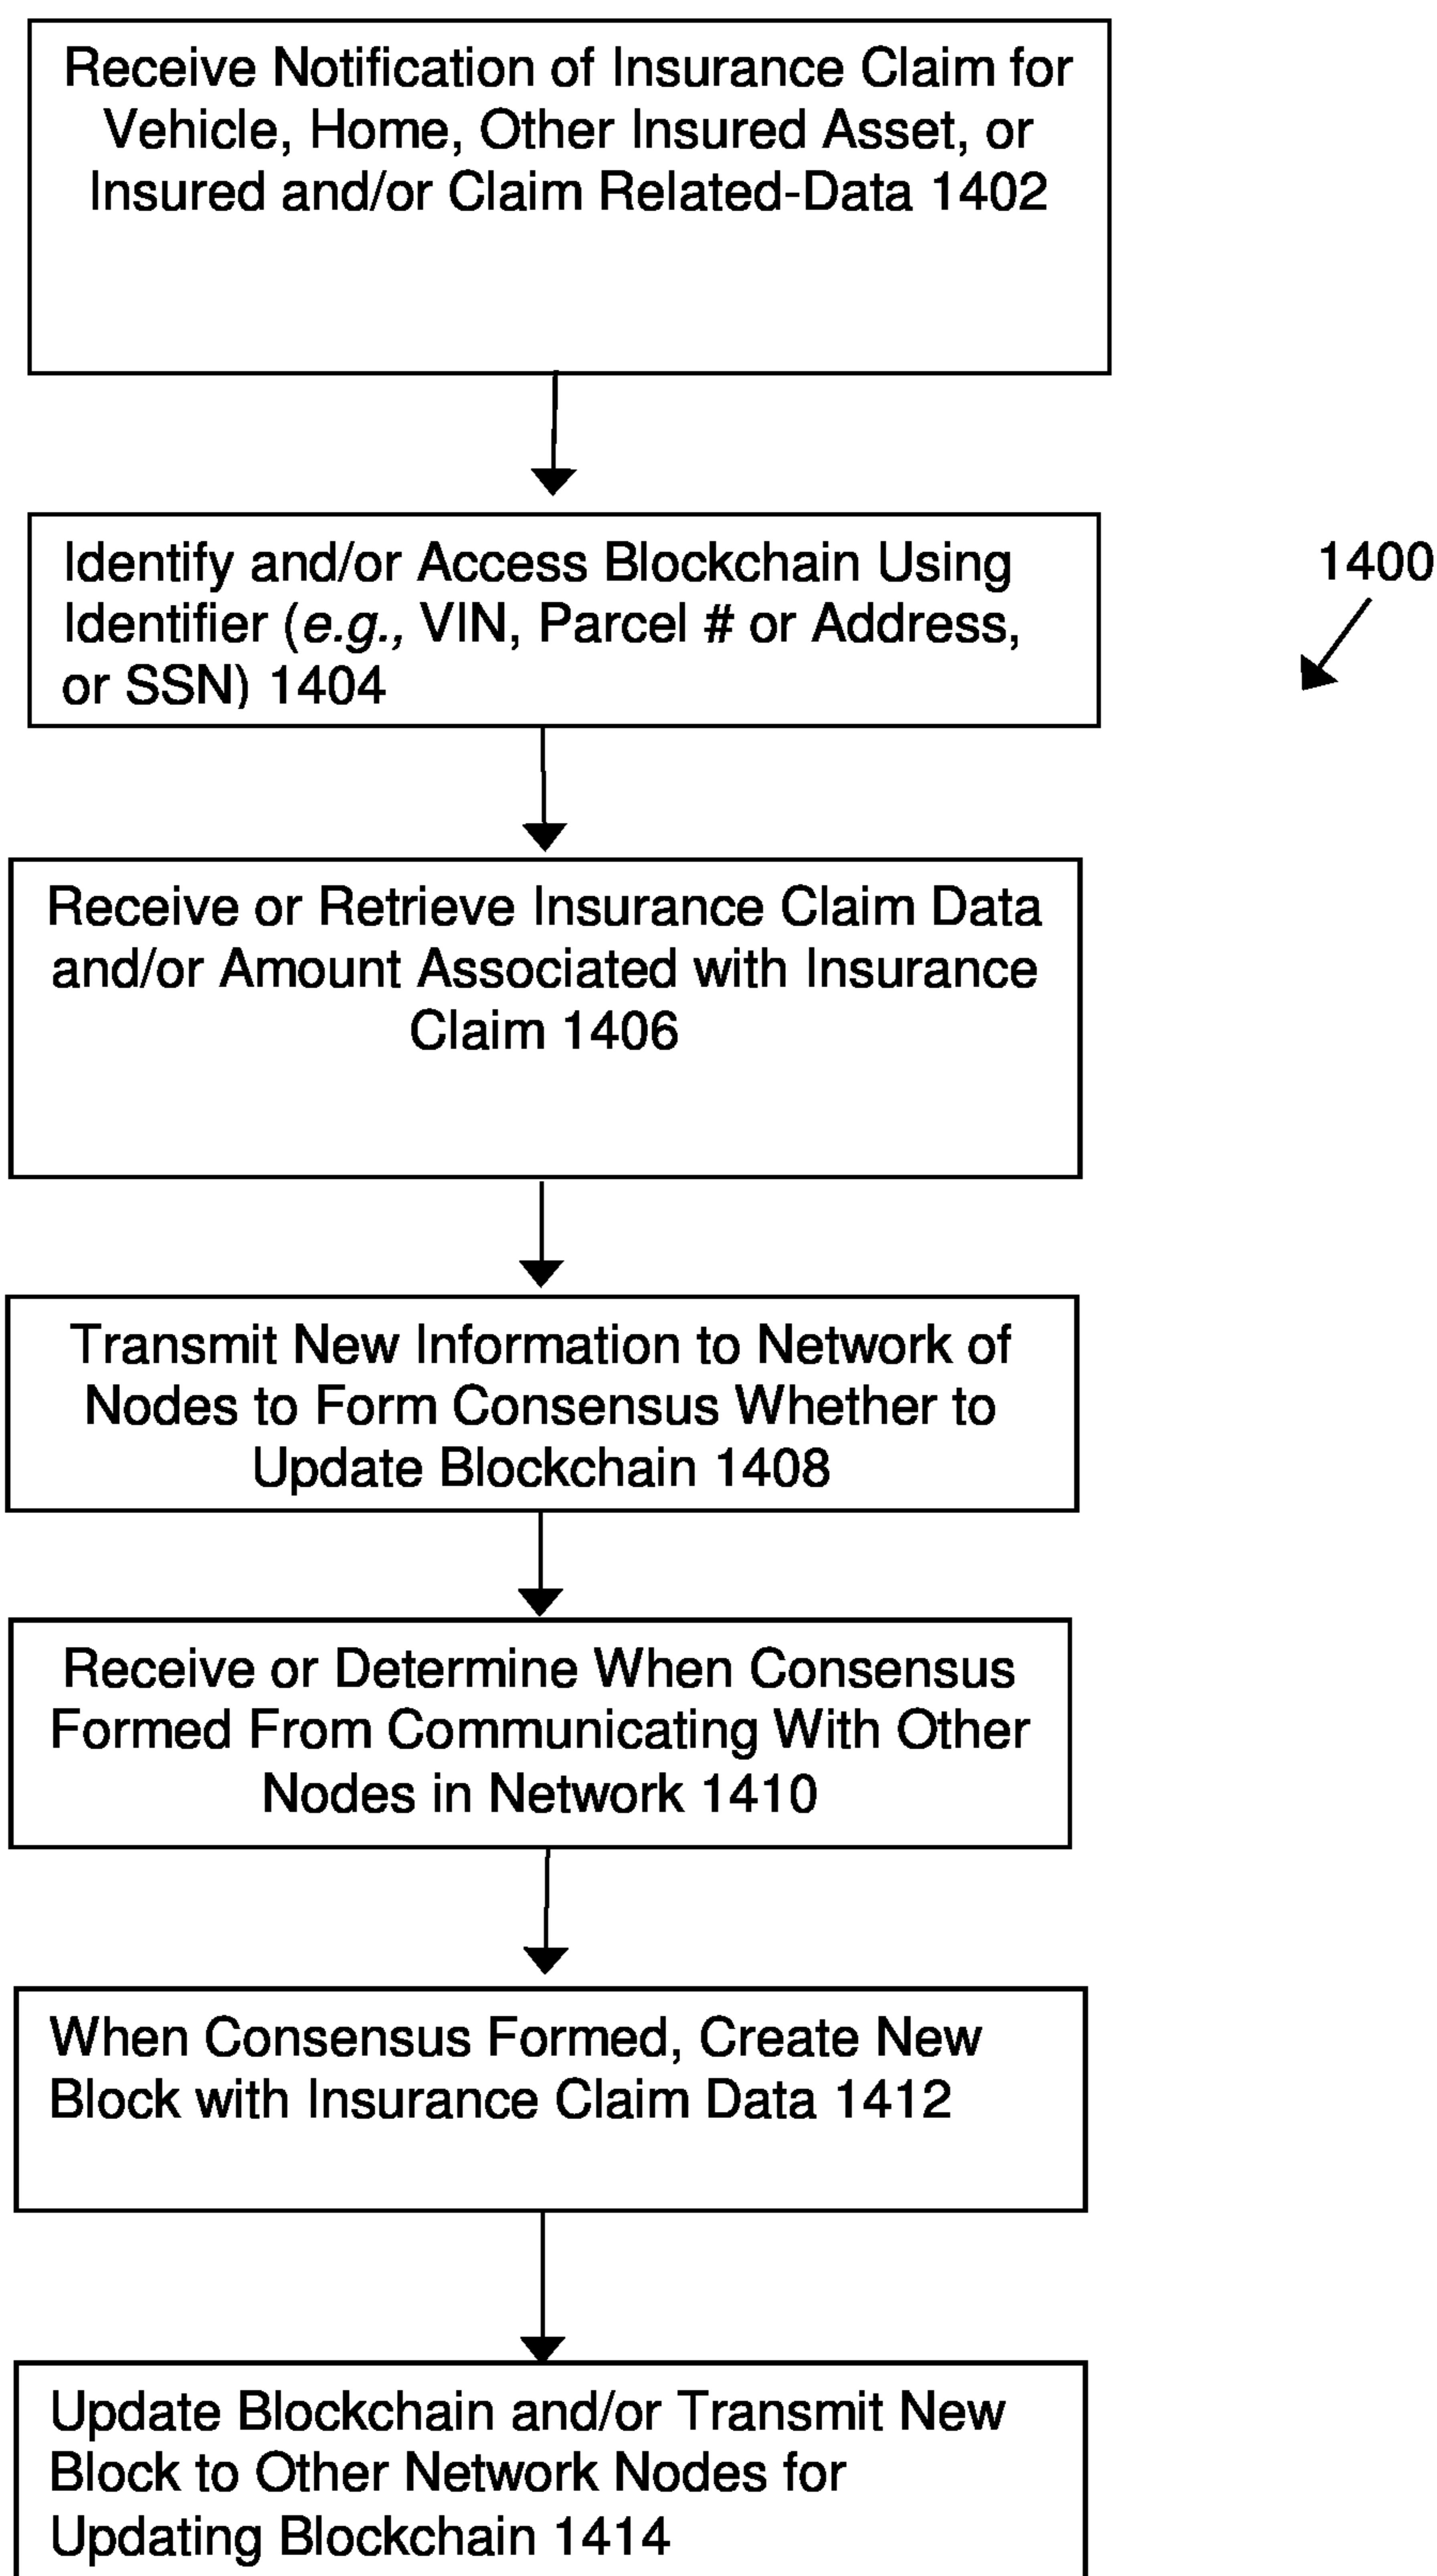 Receive Notification of Insurance Claim for
Vehicle, Home, Other Insured Asset, or
Insured and/or Claim Related-Data 1402
Identify and/or Access Blockchain Using
Identifier (e.g., VIN, Parcel # or Address,
or SSN) 1404
1400
Receive or Retrieve Insurance Claim Data
and/or Amount Associated with Insurance
Claim 1406
Transmit New Information to Network of
Nodes to Form Consensus Whether to
Update Blockchain 1408
Receive or Determine When Consensus
Formed From Communicating With Other
Nodes in Network 1410
When Consensus Formed, Create New
Block with Insurance Claim Data 1412
Update Blockchain and/or Transmit New
Block to Other Network Nodes for
Updating Blockchain 1414